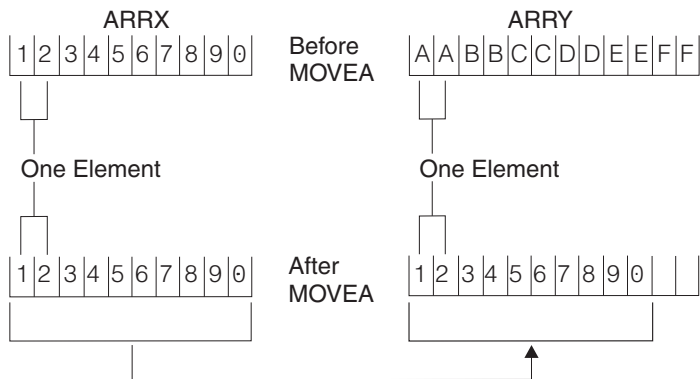 ARRX
ARRY
1 2 3 4 5 6 7 8 9 0
Before
MOVEA
A A B B C C D D E E F F
One Element
One Element
1 2 3 4 5 6 7 8 9 0
After
MOVEA
1 2 3 4 5 6 7 8 9 0